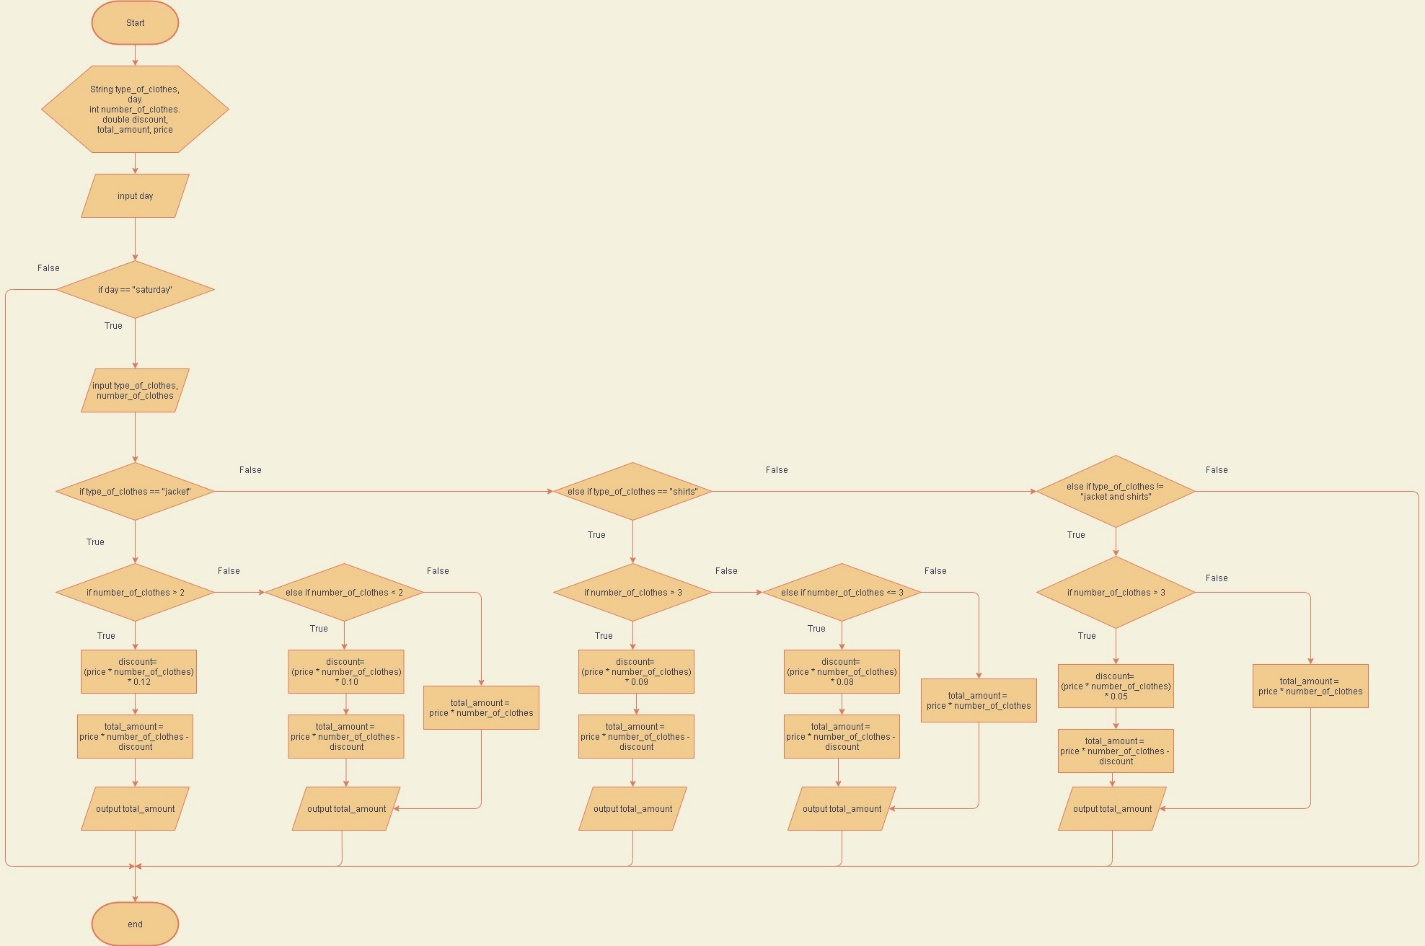 Start
String type_of_clothes,
day.
int number_of_clothes.
double discount,
total_amount, price
input day
False
if day == "saturday"
True
input type_of_clothes,
number_of_clothes
False
False
False
if type_of_clothes == "jacket"
else if type_of_clothes == "shirts"
else if type_of_clothes !=
"jacket and shirts"
True
True
True
False
False
False
False
False
if number_of_clothes > 2
else if number_of_clothes < 2
if number_of_clothes > 3
else if number_of_clothes <= 3
if number_of_clothes > 3
True
True
True
True
True
discount=
(price * number_of_clothes)
* 0.12
discount=
(price * number_of_clothes)
* 0.10
total_amount =
price * number_of_clothes
discount=
(price * number_of_clothes)
* 0.09
discount=
(price * number_of_clothes)
* 0.08
total_amount =
price * number_of_clothes
discount=
(price * number_of_clothes)
* 0.05
total_amount =
price * number_of_clothes
total_amount =
price * number_of_clothes -
discount
total_amount =
price * number_of_clothes -
discount
total_amount =
price * number_of_clothes -
discount
total_amount =
price * number_of_clothes -
discount
total_amount =
price * number_of_clothes -
discount
output total_amount
output total_amount
output total_amount
output total_amount
output total_amount
end